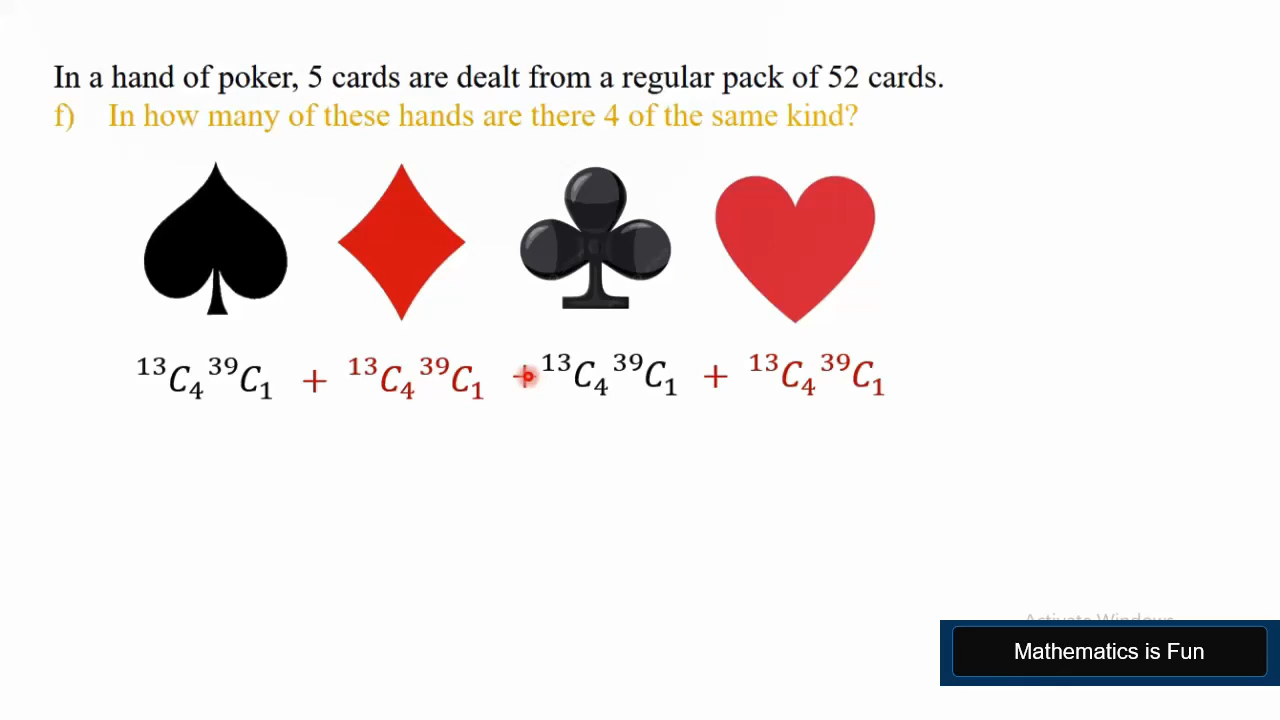 In a hand of poker, 5 cards are dealt from a regular pack of 52 cards.
f) In how many of these hands are there 4 of the same kind?
¹³C₄ ³⁹C₁ + ¹³C₄ ³⁹C₁ + ¹³C₄ ³⁹C₁ + ¹³C₄ ³⁹C₁
Activate Windows
Mathematics is Fun